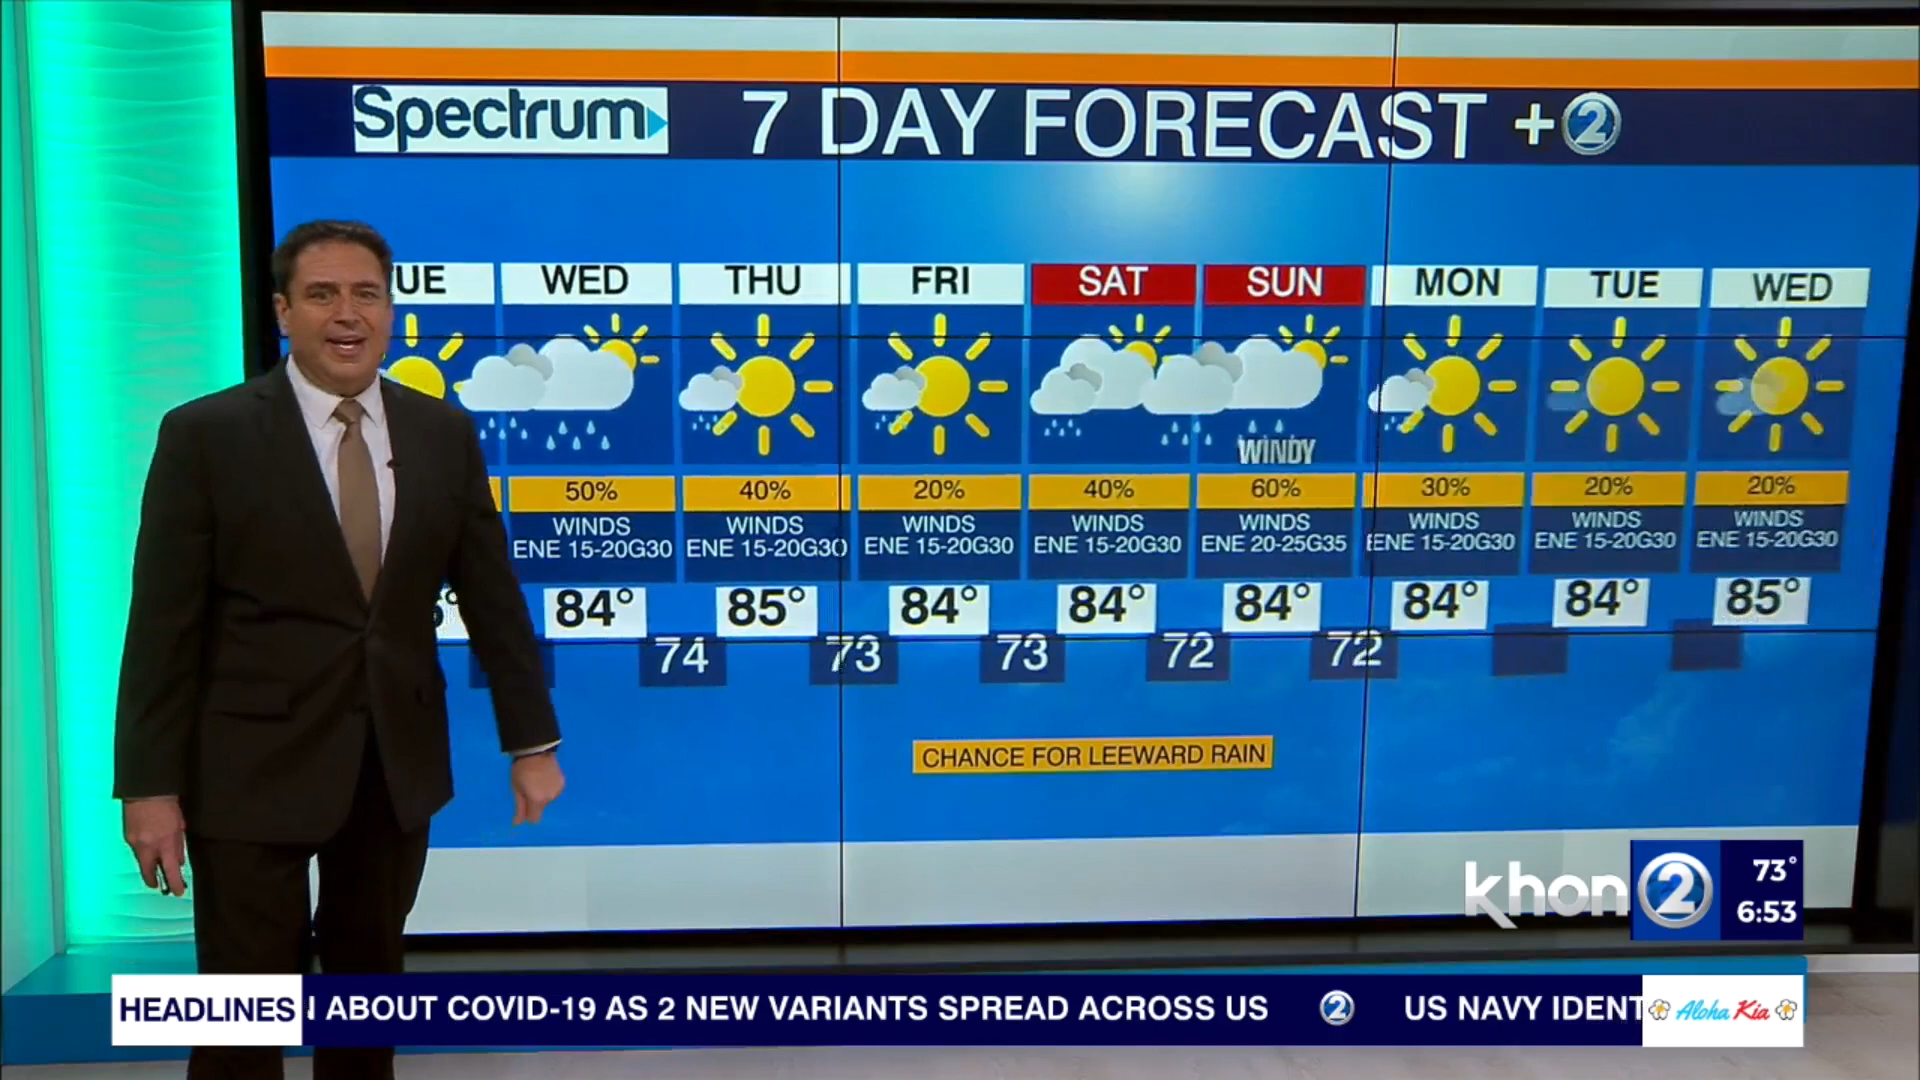 Spectrum
7 DAY FORECAST +2
UE WED THU FRI SAT SUN MON TUE WED
WINDY
50% 40% 20% 40% 60% 30% 20% 20%
WINDS WINDS WINDS WINDS WINDS WINDS WINDS WINDS
ENE 15-20G30 ENE 15-20G30 ENE 15-20G30 ENE 15-20G30 ENE 20-25G35 ENE 15-20G30 ENE 15-20G30 ENE 15-20G30
84° 85° 84° 84° 84° 84° 84° 85°
74 73 73 72 72
CHANCE FOR LEEWARD RAIN
khon 2
73°
6:53
HEADLINES
ABOUT COVID-19 AS 2 NEW VARIANTS SPREAD ACROSS US 2 US NAVY IDENT
Aloha Kia